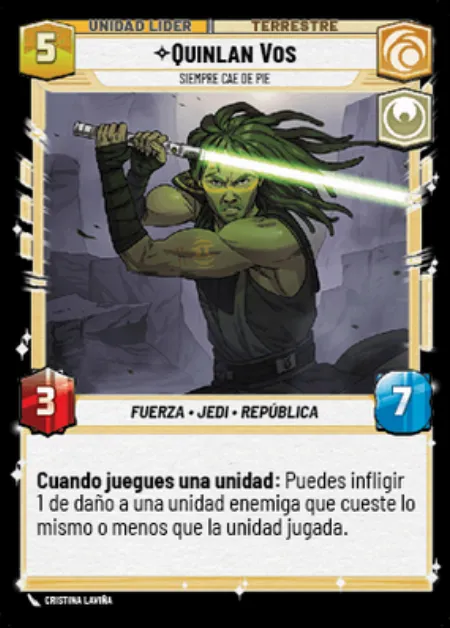 UNIDAD LÍDER
TERRESTRE
5
QUINLAN VOS
SIEMPRE CAE DE PIE
3
FUERZA • JEDI • REPÚBLICA
7
Cuando juegues una unidad: Puedes infligir
1 de daño a una unidad enemiga que cueste lo
mismo o menos que la unidad jugada.
CRISTINA LAVIÑA